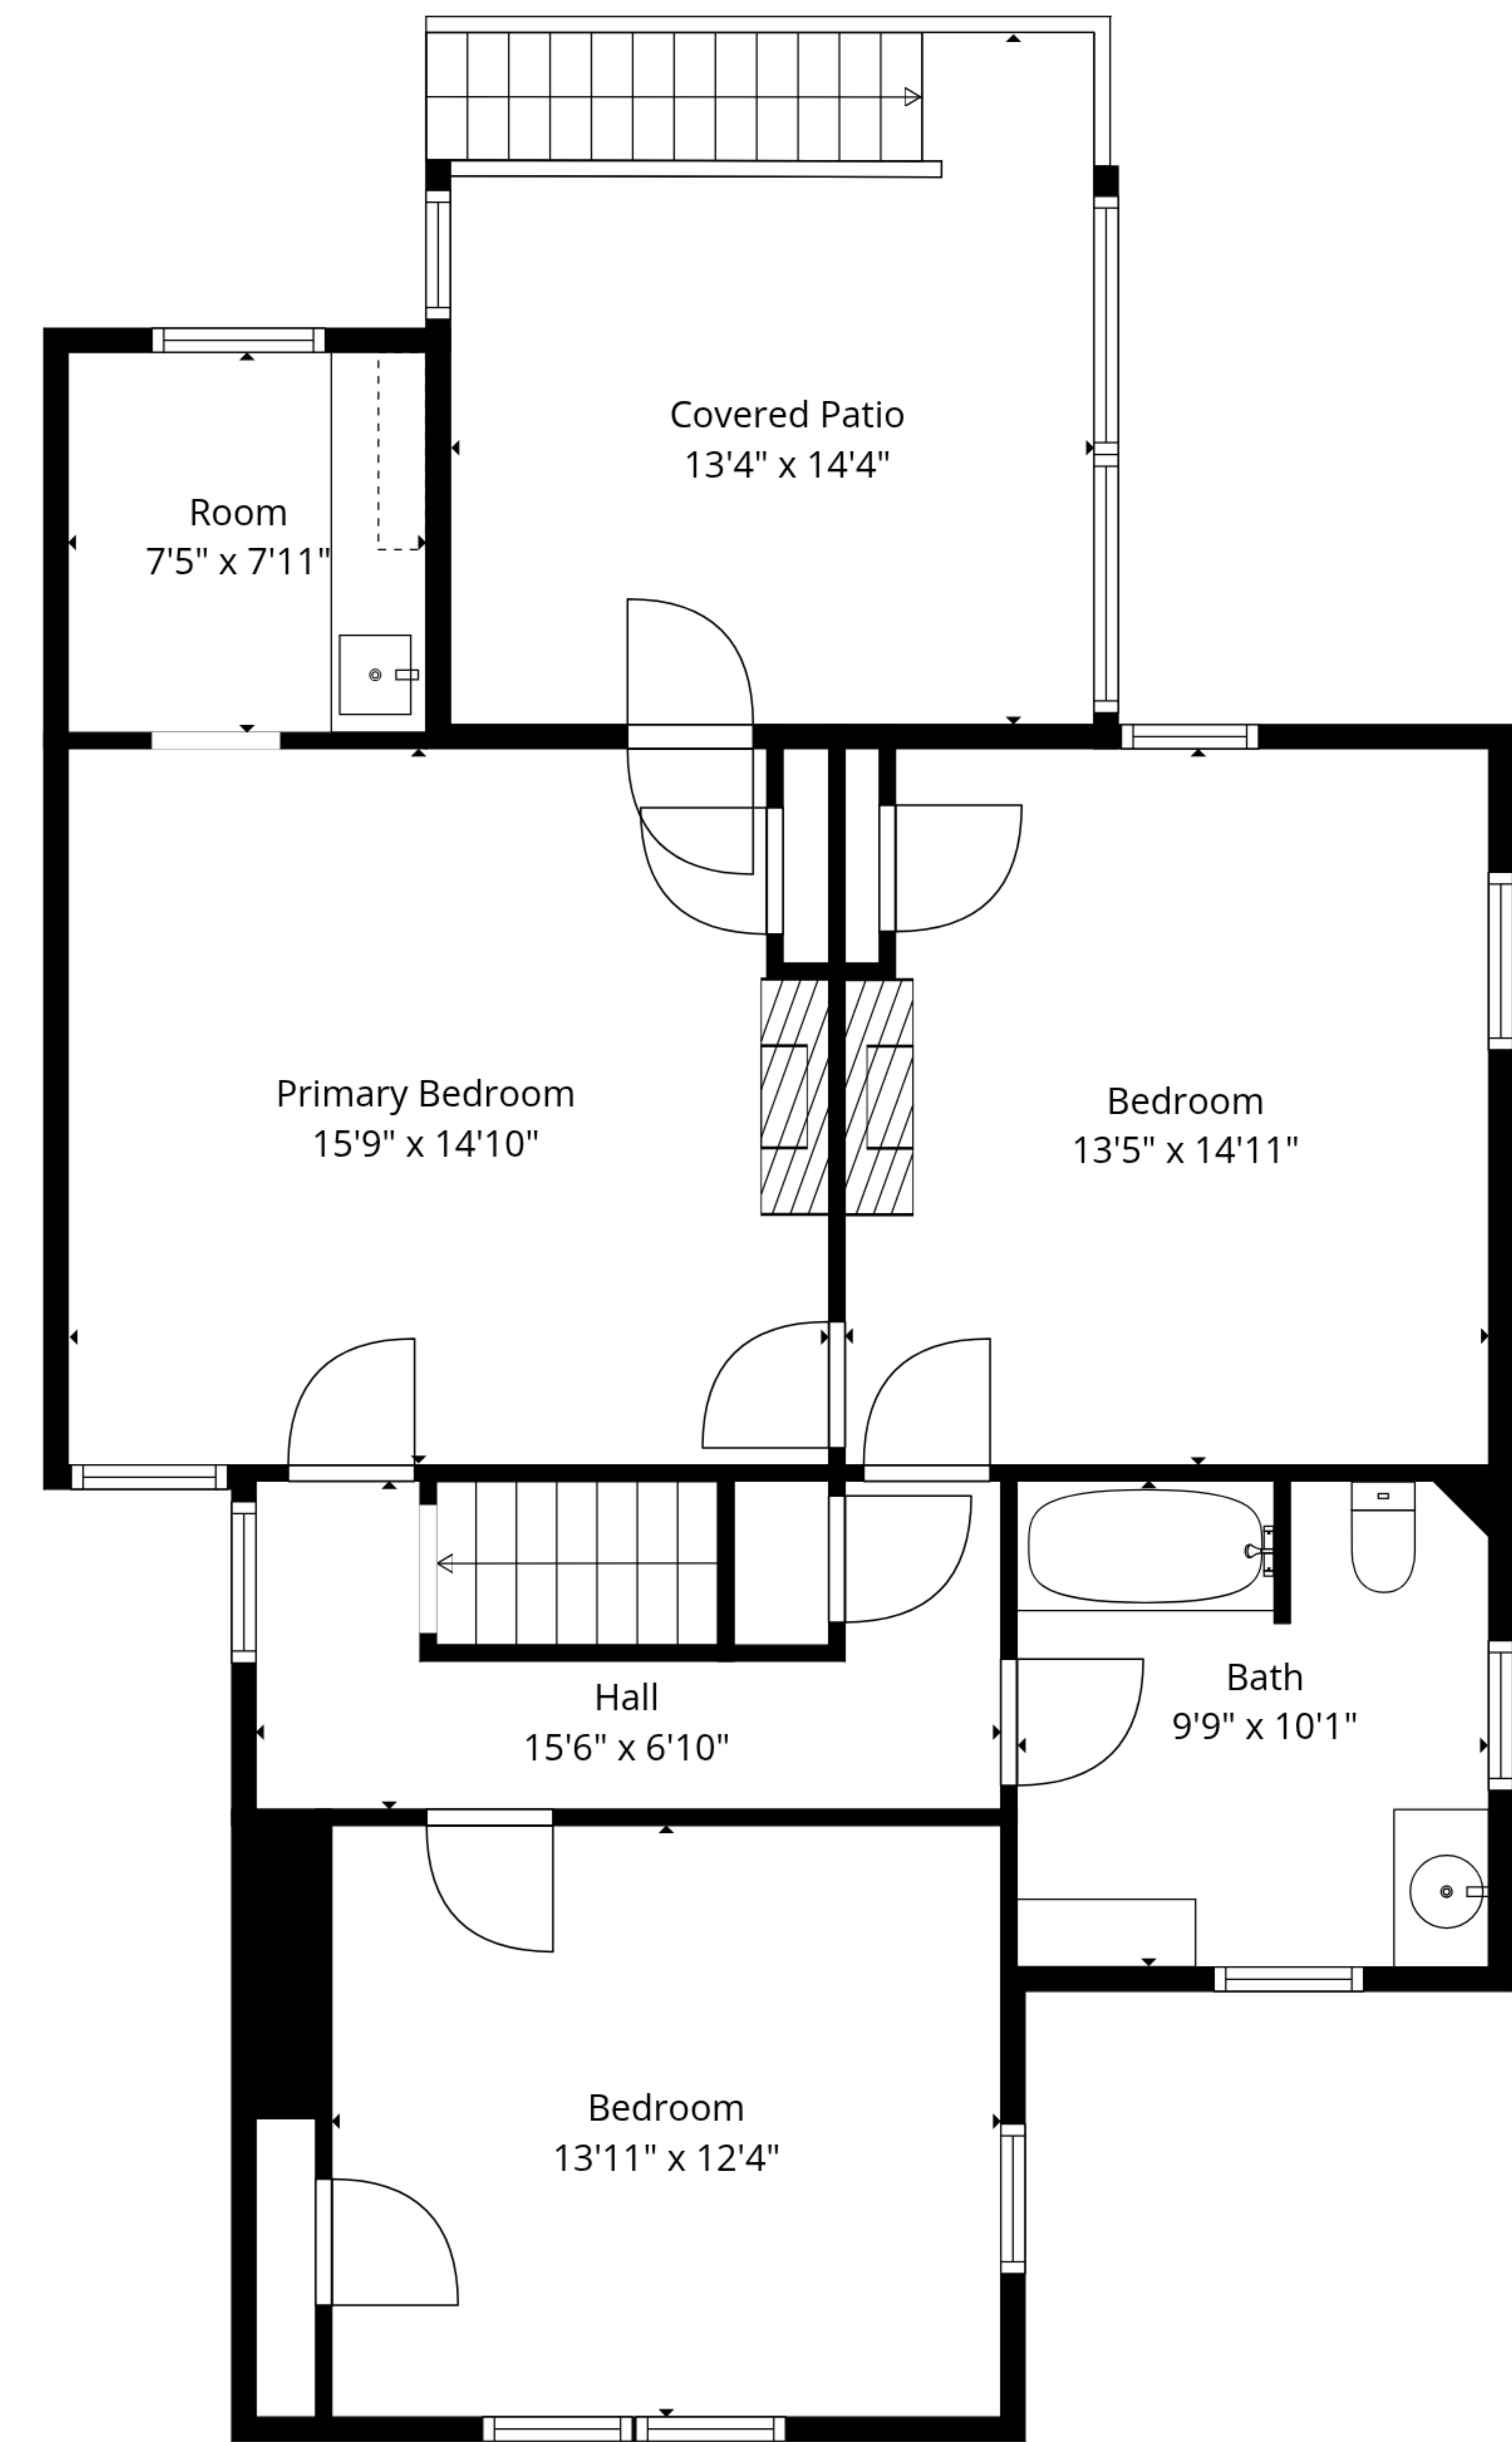 Covered Patio
13'4" x 14'4"
Room
7'5" x 7'11"
Primary Bedroom
15'9" x 14'10"
Bedroom
13'5" x 14'11"
Hall
15'6" x 6'10"
Bath
9'9" x 10'1"
Bedroom
13'11" x 12'4"